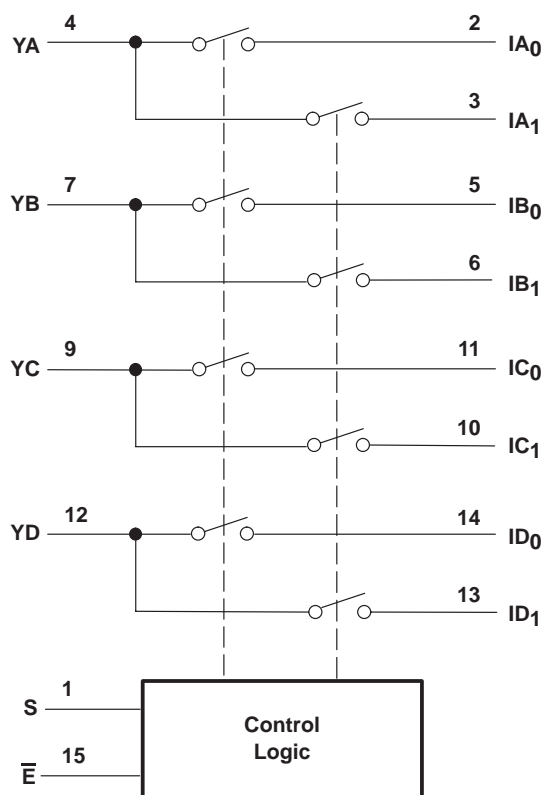 YA 4 2 IA₀
3 IA₁
YB 7 5 IB₀
6 IB₁
YC 9 11 IC₀
10 IC₁
YD 12 14 ID₀
13 ID₁
S 1
Control
Logic
E̅ 15